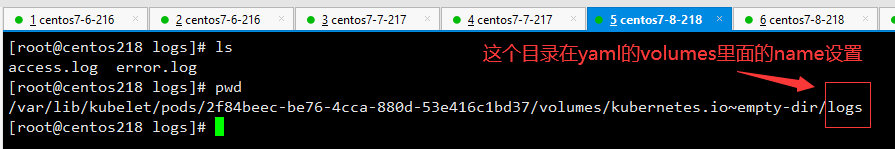 1 centos7-6-216 × 2 centos7-6-216 × 3 centos7-7-217 × 4 centos7-7-217 × 5 centos7-8-218 × 6 centos7-8-218 ×
[root@centos218 logs]# ls
这个目录在yaml的volumes里面的name设置
access.log  error.log
[root@centos218 logs]# pwd
/var/lib/kubelet/pods/2f84beec-be76-4cca-880d-53e416c1bd37/volumes/kubernetes.io~empty-dir/logs
[root@centos218 logs]#